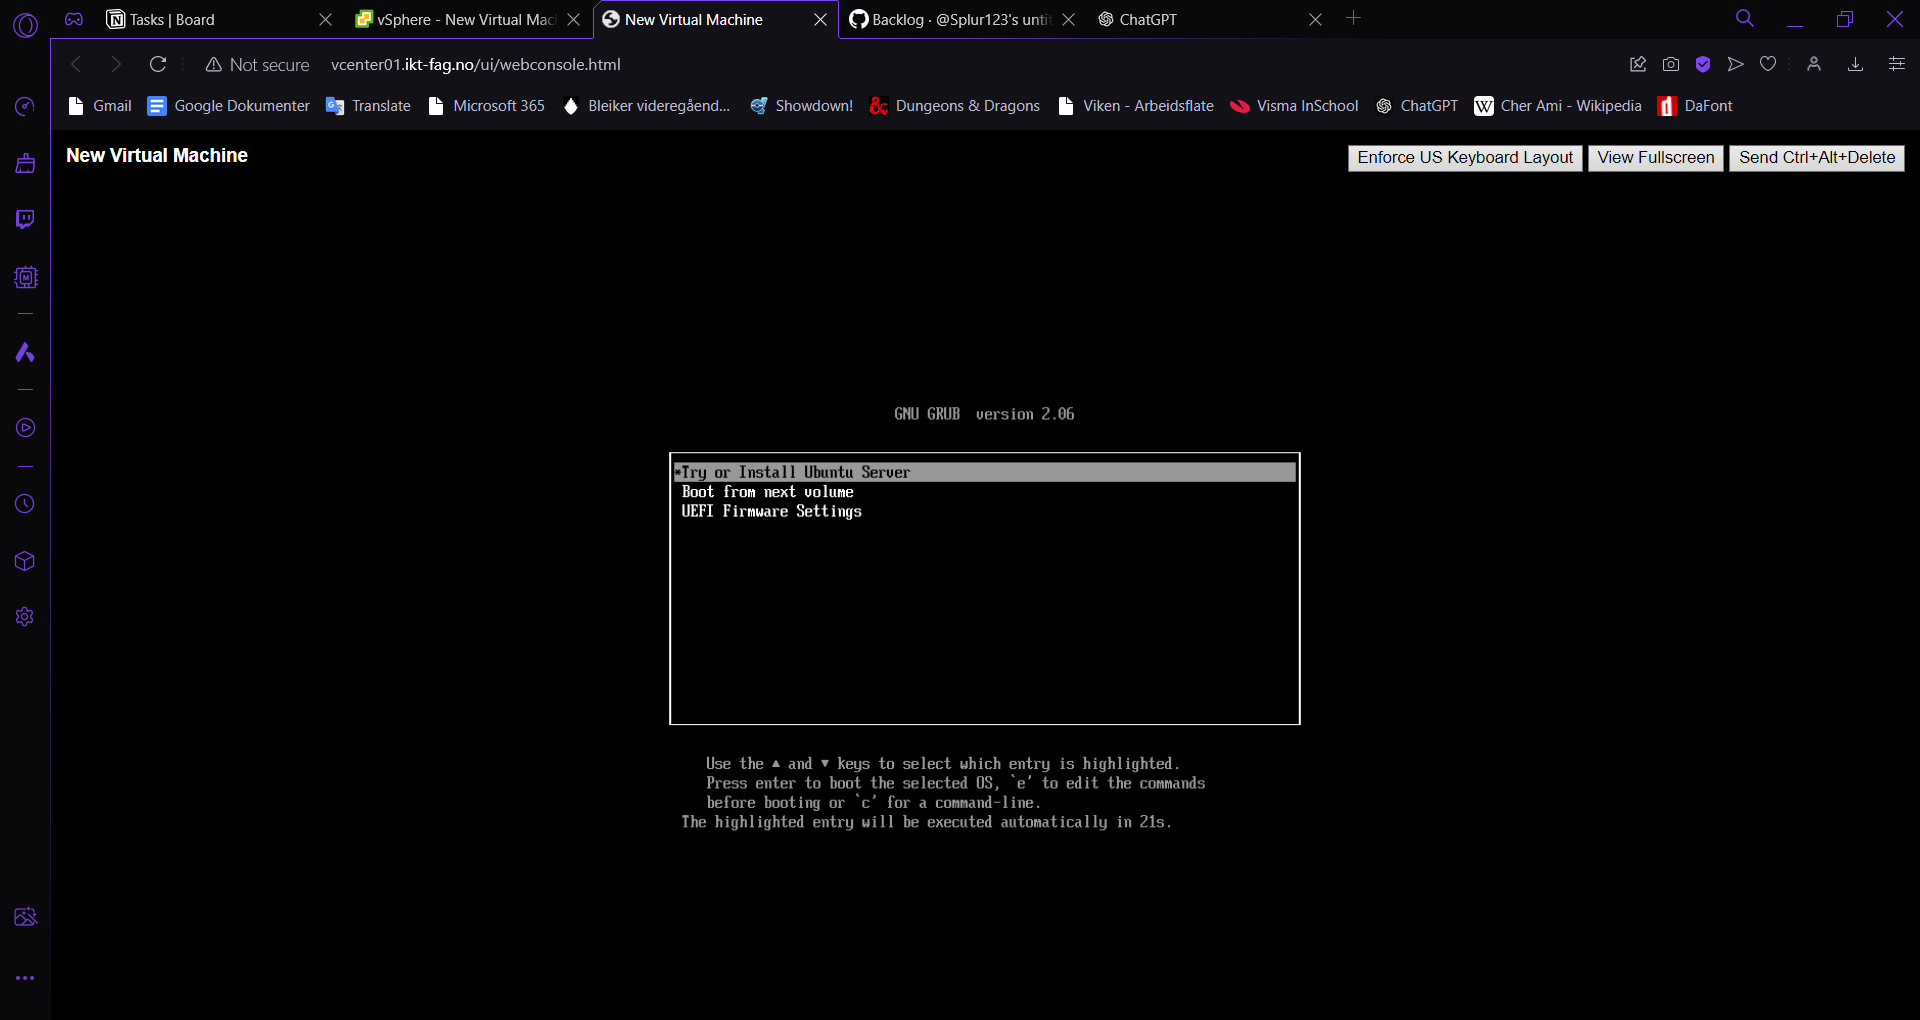 Tasks | Board
vSphere - New Virtual Mac
New Virtual Machine
Backlog · @Splur123's unti
ChatGPT
Not secure
vcenter01.ikt-fag.no/ui/webconsole.html
Gmail
Google Dokumenter
Translate
Microsoft 365
Bleiker videregåend...
Showdown!
Dungeons & Dragons
Viken - Arbeidsflate
Visma InSchool
ChatGPT
Cher Ami - Wikipedia
DaFont
New Virtual Machine
Enforce US Keyboard Layout
View Fullscreen
Send Ctrl+Alt+Delete
GNU GRUB  version 2.06
*Try or Install Ubuntu Server
Boot from next volume
UEFI Firmware Settings
Use the ▲ and ▼ keys to select which entry is highlighted.
Press enter to boot the selected OS, `e' to edit the commands
before booting or `c' for a command-line.
The highlighted entry will be executed automatically in 21s.